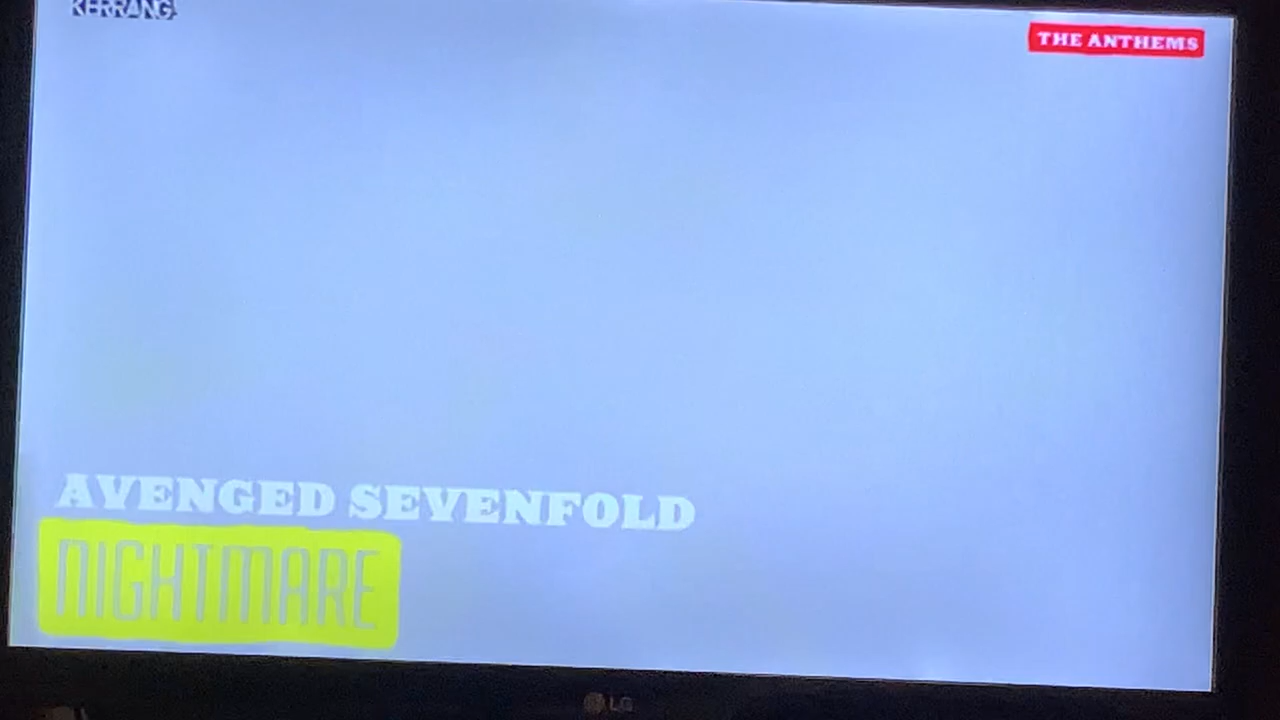 KERRANG!
THE ANTHEMS
AVENGED SEVENFOLD
NIGHTMARE
LG